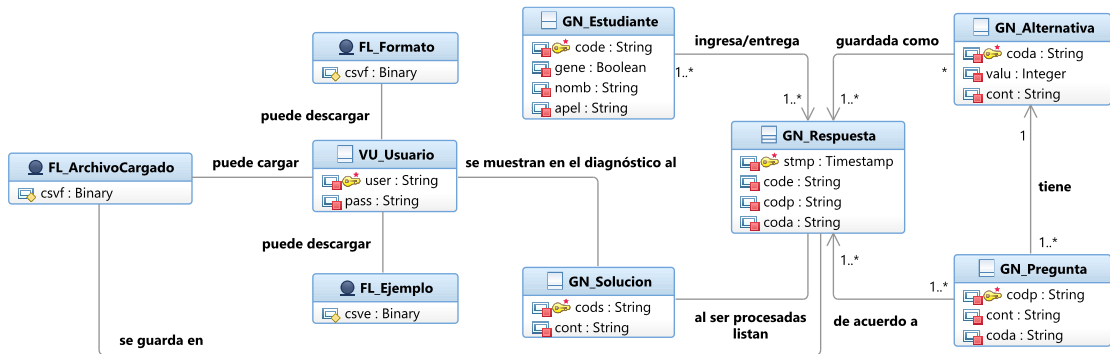 GN_Estudiante
code : String
gene : Boolean
nomb : String
apel : String
ingresa/entrega
1..*
1..*
guardada como
*
1..*
GN_Alternativa
coda : String
valu : Integer
cont : String
FL_Formato
csvf : Binary
puede descargar
FL_ArchivoCargado
csvf : Binary
puede cargar
VU_Usuario
user : String
pass : String
se muestran en el diagnóstico al
GN_Respuesta
stmp : Timestamp
code : String
codp : String
coda : String
1
tiene
1..*
puede descargar
FL_Ejemplo
csve : Binary
GN_Solucion
cods : String
cont : String
al ser procesadas
listan
1..*
1..*
de acuerdo a
GN_Pregunta
codp : String
cont : String
coda : String
se guarda en